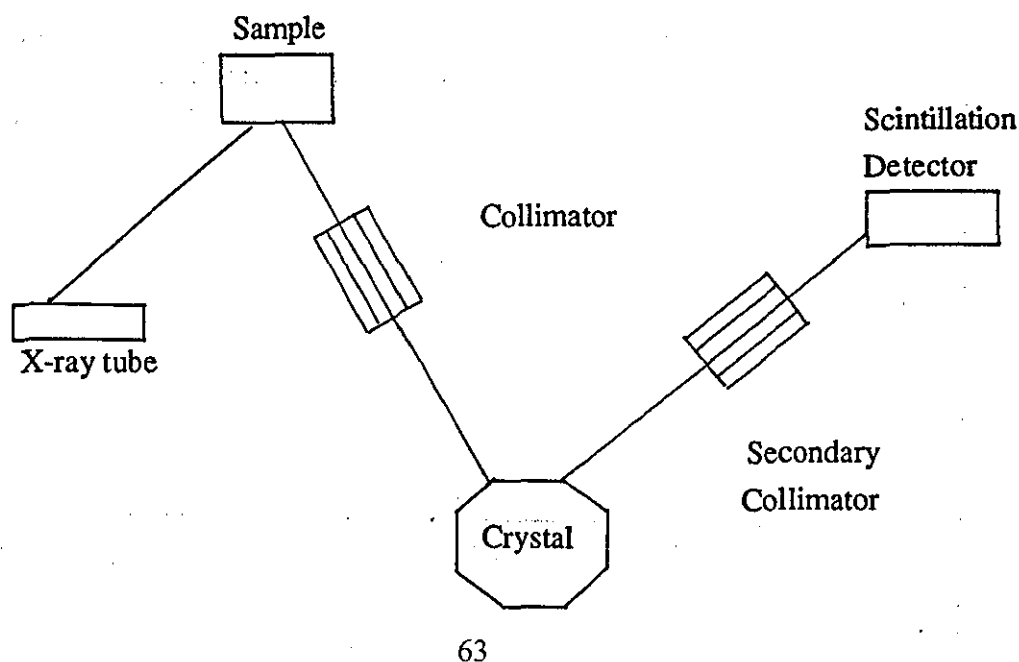 Sample
Scintillation
Detector
Collimator
X-ray tube
Secondary
Collimator
Crystal
63